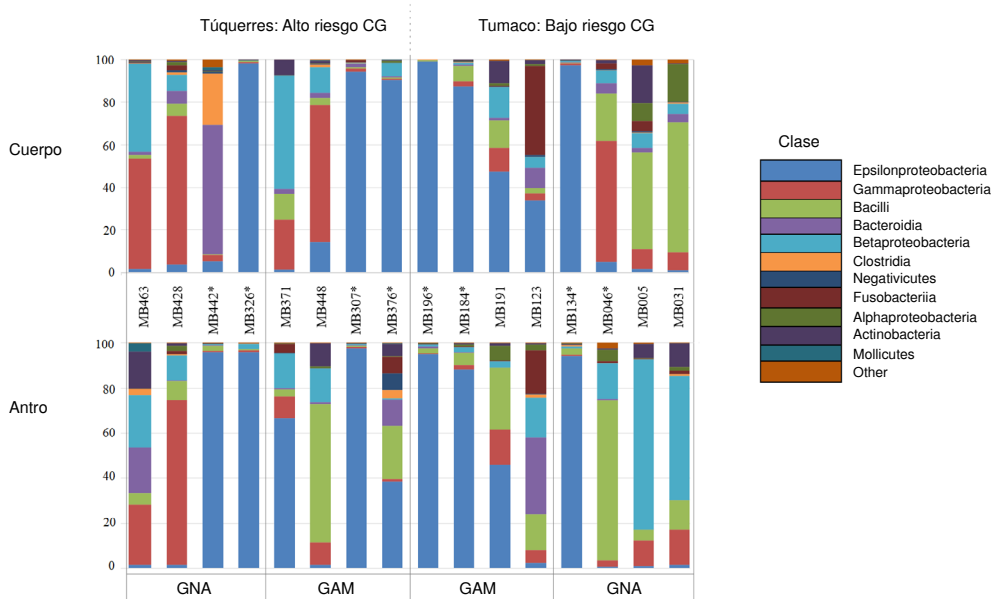 Túquerres: Alto riesgo CG
Tumaco: Bajo riesgo CG
Cuerpo
100
80
60
40
20
0
MB463 MB428 MB442* MB326* MB371 MB448 MB307* MB376* MB196* MB184* MB191 MB123 MB134* MB046* MB005 MB031
Antro
100
80
60
40
20
0
GNA GAM GAM GNA
Clase
Epsilonproteobacteria
Gammaproteobacteria
Bacilli
Bacteroidia
Betaproteobacteria
Clostridia
Negativicutes
Fusobacteriia
Alphaproteobacteria
Actinobacteria
Mollicutes
Other